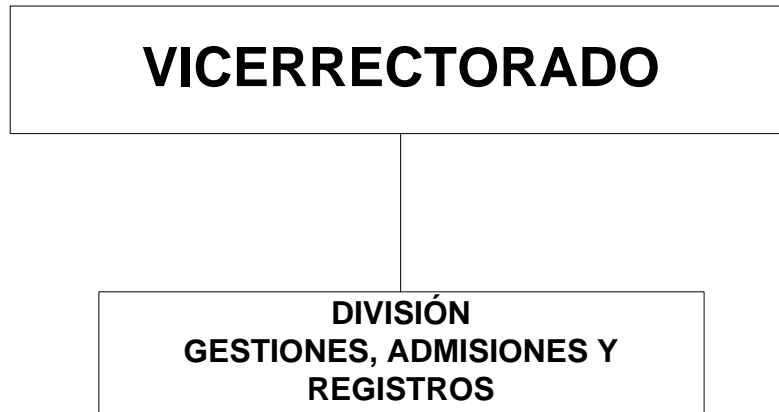 VICERRECTORADO
DIVISIÓN
GESTIONES, ADMISIONES Y
REGISTROS